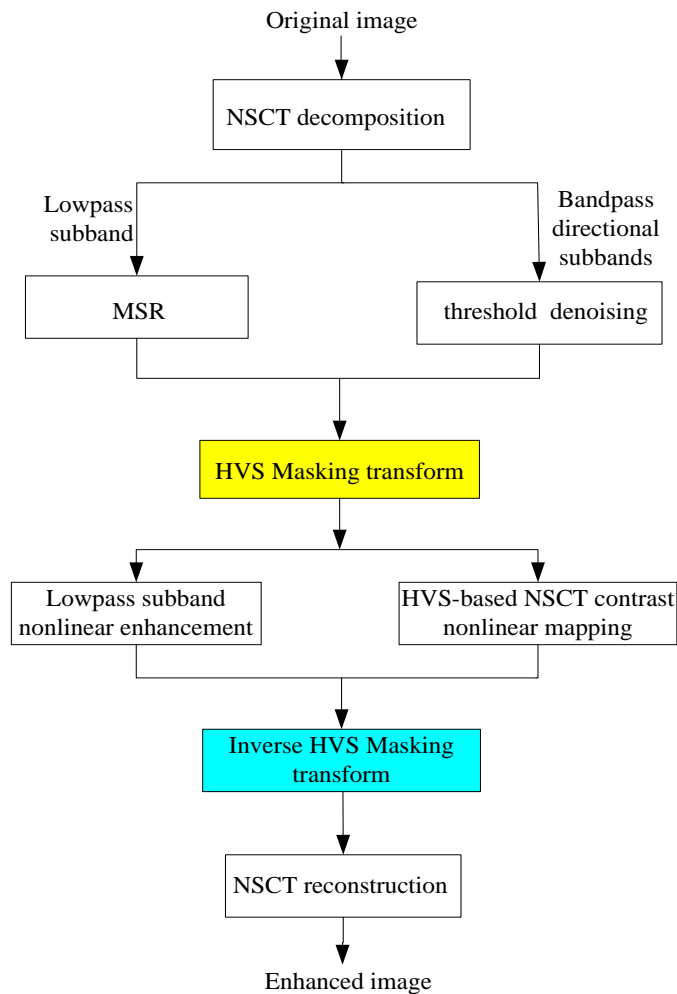 Original image
NSCT decomposition
Lowpass
subband
Bandpass
directional
subbands
MSR
threshold denoising
HVS Masking transform
Lowpass subband
nonlinear enhancement
HVS-based NSCT contrast
nonlinear mapping
Inverse HVS Masking
transform
NSCT reconstruction
Enhanced image